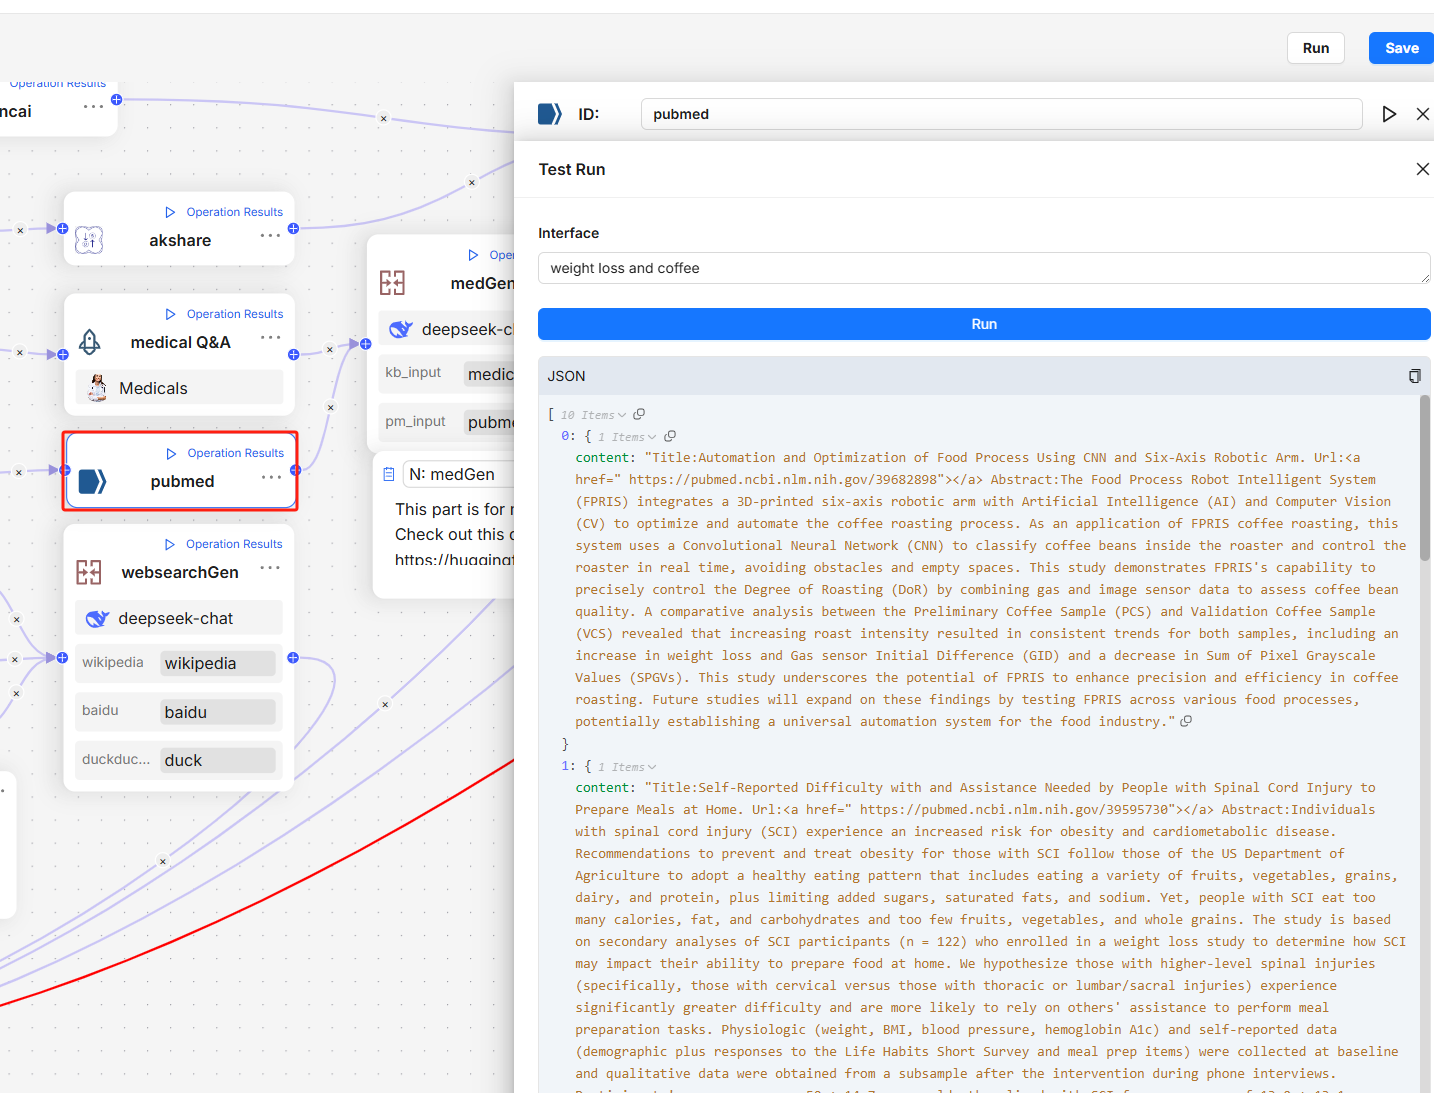 Run
Save
Operation Results
ncai
Operation Results
akshare
Operation Results
medical Q&A
Medicals
Operation Results
pubmed
Operation Results
websearchGen
deepseek-chat
wikipedia wikipedia
baidu baidu
duckduc... duck
Ope
medGen
deepseek-c
kb_input medic
pm_input pubm
N: medGen
This part is for
Check out this
https://hugging
ID: pubmed
Test Run
Interface
weight loss and coffee
Run
JSON
[ 10 Items
0: { 1 Items
content: "Title:Automation and Optimization of Food Process Using CNN and Six-Axis Robotic Arm. Url:<a
href=" https://pubmed.ncbi.nlm.nih.gov/39682898"></a> Abstract:The Food Process Robot Intelligent System
(FPRIS) integrates a 3D-printed six-axis robotic arm with Artificial Intelligence (AI) and Computer Vision
(CV) to optimize and automate the coffee roasting process. As an application of FPRIS coffee roasting, this
system uses a Convolutional Neural Network (CNN) to classify coffee beans inside the roaster and control the
roaster in real time, avoiding obstacles and empty spaces. This study demonstrates FPRIS's capability to
precisely control the Degree of Roasting (DoR) by combining gas and image sensor data to assess coffee bean
quality. A comparative analysis between the Preliminary Coffee Sample (PCS) and Validation Coffee Sample
(VCS) revealed that increasing roast intensity resulted in consistent trends for both samples, including an
increase in weight loss and Gas sensor Initial Difference (GID) and a decrease in Sum of Pixel Grayscale
Values (SPGVs). This study underscores the potential of FPRIS to enhance precision and efficiency in coffee
roasting. Future studies will expand on these findings by testing FPRIS across various food processes,
potentially establishing a universal automation system for the food industry."
}
1: { 1 Items
content: "Title:Self-Reported Difficulty with and Assistance Needed by People with Spinal Cord Injury to
Prepare Meals at Home. Url:<a href=" https://pubmed.ncbi.nlm.nih.gov/39595730"></a> Abstract:Individuals
with spinal cord injury (SCI) experience an increased risk for obesity and cardiometabolic disease.
Recommendations to prevent and treat obesity for those with SCI follow those of the US Department of
Agriculture to adopt a healthy eating pattern that includes eating a variety of fruits, vegetables, grains,
dairy, and protein, plus limiting added sugars, saturated fats, and sodium. Yet, people with SCI eat too
many calories, fat, and carbohydrates and too few fruits, vegetables, and whole grains. The study is based
on secondary analyses of SCI participants (n = 122) who enrolled in a weight loss study to determine how SCI
may impact their ability to prepare food at home. We hypothesize those with higher-level spinal injuries
(specifically, those with cervical versus those with thoracic or lumbar/sacral injuries) experience
significantly greater difficulty and are more likely to rely on others' assistance to perform meal
preparation tasks. Physiologic (weight, BMI, blood pressure, hemoglobin A1c) and self-reported data
(demographic plus responses to the Life Habits Short Survey and meal prep items) were collected at baseline
and qualitative data were obtained from a subsample after the intervention during phone interviews.